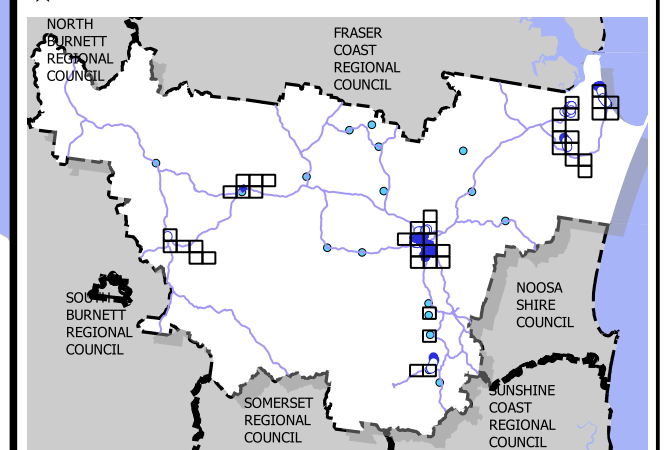 NORTH
BURNETT
REGIONAL
COUNCIL
FRASER
COAST
REGIONAL
COUNCIL
SOUTH
BURNETT
REGIONAL
COUNCIL
NOOSA
SHIRE
COUNCIL
SOMERSET
REGIONAL
COUNCIL
SUNSHINE
COAST
REGIONAL
COUNCIL